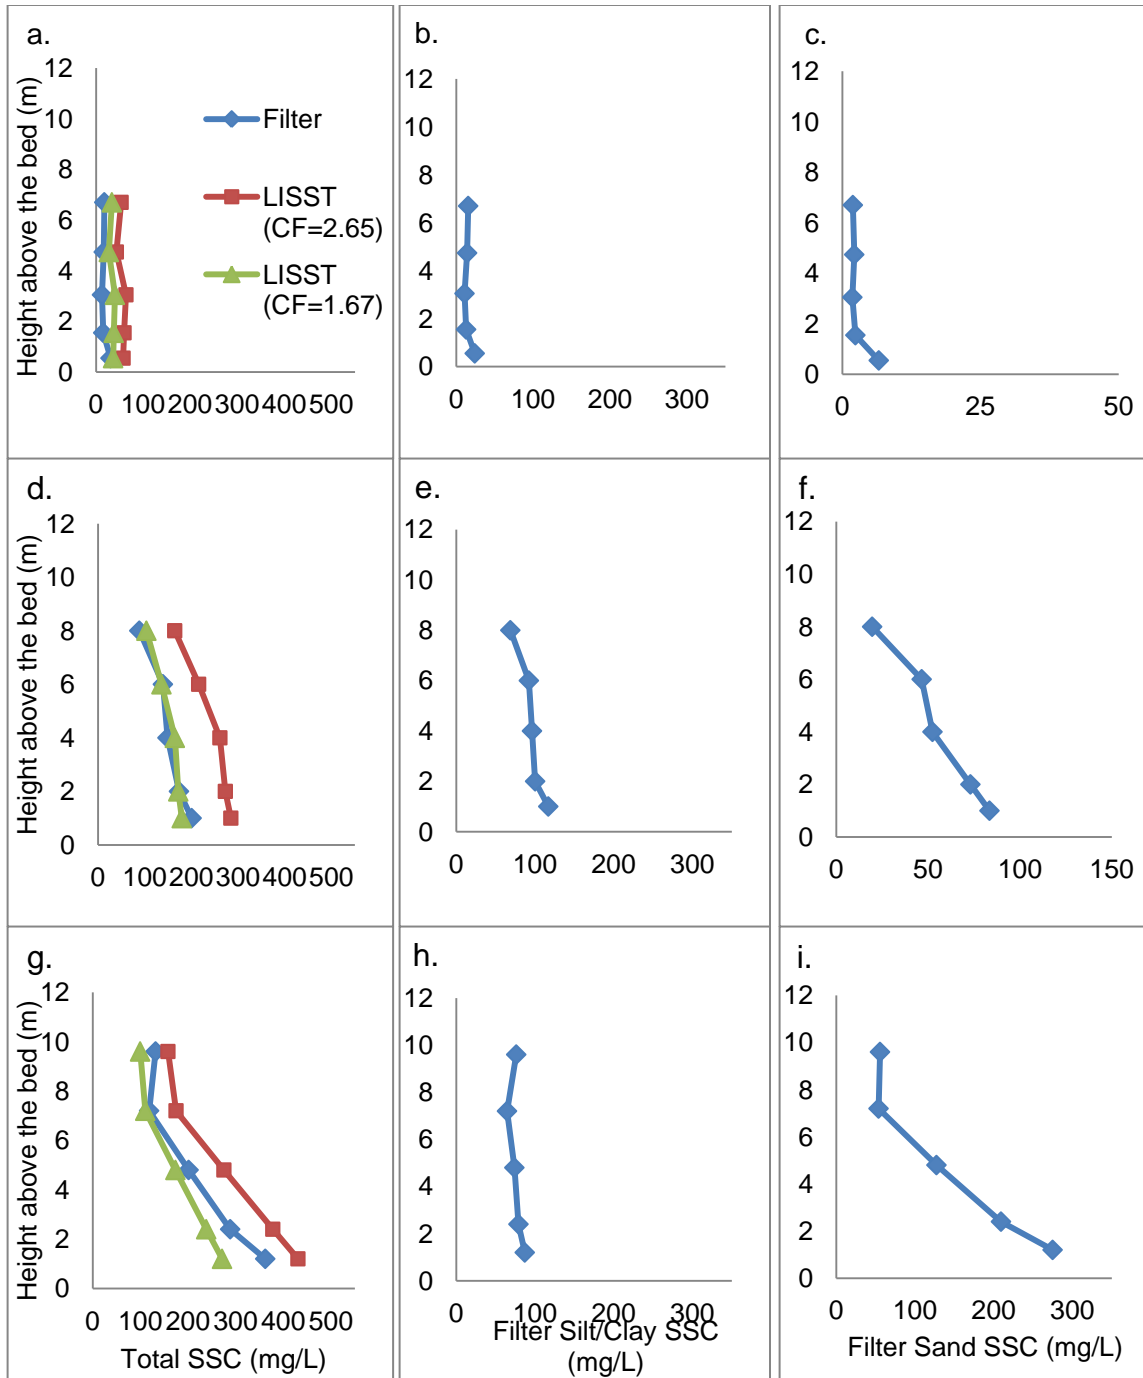 a.
Height above the bed (m)
12
10
8
6
4
2
0
0 100 200 300 400 500
Filter
LISST
(CF=2.65)
LISST
(CF=1.67)
b.
12
10
8
6
4
2
0
0 100 200 300
c.
12
10
8
6
4
2
0
0 25 50
d.
Height above the bed (m)
12
10
8
6
4
2
0
0 100 200 300 400 500
e.
12
10
8
6
4
2
0
0 100 200 300
f.
12
10
8
6
4
2
0
0 50 100 150
g.
Height above the bed (m)
12
10
8
6
4
2
0
0 100 200 300 400 500
Total SSC (mg/L)
h.
12
10
8
6
4
2
0
0 100 200 300
Filter Silt/Clay SSC
(mg/L)
i.
12
10
8
6
4
2
0
0 100 200 300
Filter Sand SSC (mg/L)